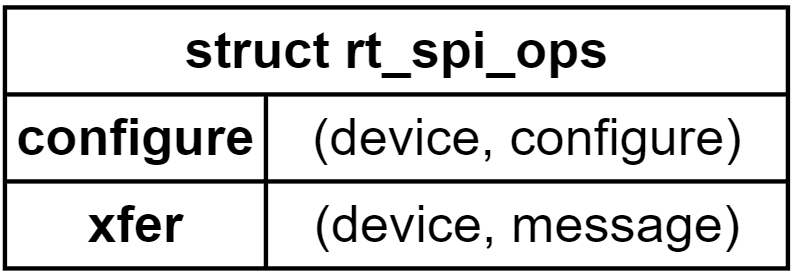 struct rt_spi_ops
configure (device, configure)
xfer (device, message)